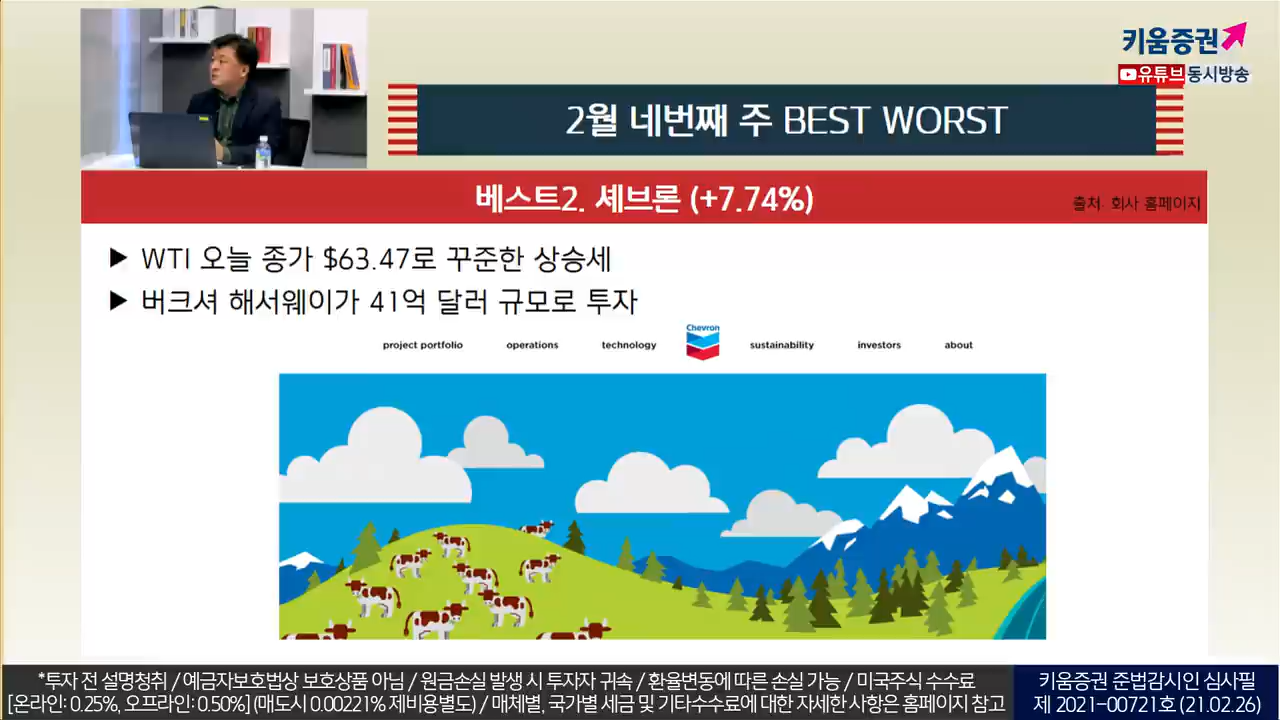 키움증권
유튜브 동시방송
2월 네번째 주 BEST WORST
베스트2. 셰브론 (+7.74%)
출처: 회사 홈페이지
▶ WTI 오늘 종가 $63.47로 꾸준한 상승세
▶ 버크셔 해서웨이가 41억 달러 규모로 투자
project portfolio operations technology Chevron sustainability investors about
*투자 전 설명청취 / 예금자보호법상 보호상품 아님 / 원금손실 발생 시 투자자 귀속 / 환율변동에 따른 손실 가능 / 미국주식 수수료
[온라인: 0.25%, 오프라인: 0.50%] (매도시 0.00221% 제비용별도) / 매체별, 국가별 세금 및 기타수수료에 대한 자세한 사항은 홈페이지 참고
키움증권 준법감시인 심사필
제 2021-00721호 (21.02.26)